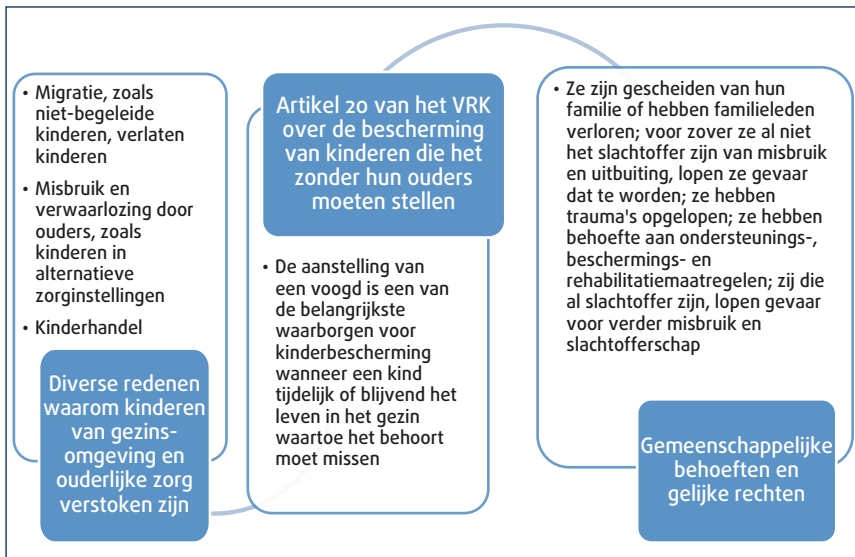 • Migratie, zoals
niet-begeleide
kinderen, verlaten
kinderen
• Misbruik en
verwaarlozing door
ouders, zoals
kinderen in
alternatieve
zorginstellingen
• Kinderhandel
Diverse redenen
waarom kinderen
van gezins-
omgeving en
ouderlijke zorg
verstoken zijn
Artikel 20 van het VRK
over de bescherming
van kinderen die het
zonder hun ouders
moeten stellen
• De aanstelling van
een voogd is een van
de belangrijkste
waarborgen voor
kinderbescherming
wanneer een kind
tijdelijk of blijvend het
leven in het gezin
waartoe het behoort
moet missen
• Ze zijn gescheiden van hun
familie of hebben familieleden
verloren; voor zover ze al niet
het slachtoffer zijn van misbruik
en uitbuiting, lopen ze gevaar
dat te worden; ze hebben
trauma's opgelopen; ze hebben
behoefte aan ondersteunings-,
beschermings- en
rehabilitatiemaatregelen; zij die
al slachtoffer zijn, lopen gevaar
voor verder misbruik en
slachtofferschap
Gemeenschappelijke
behoeften en
gelijke rechten